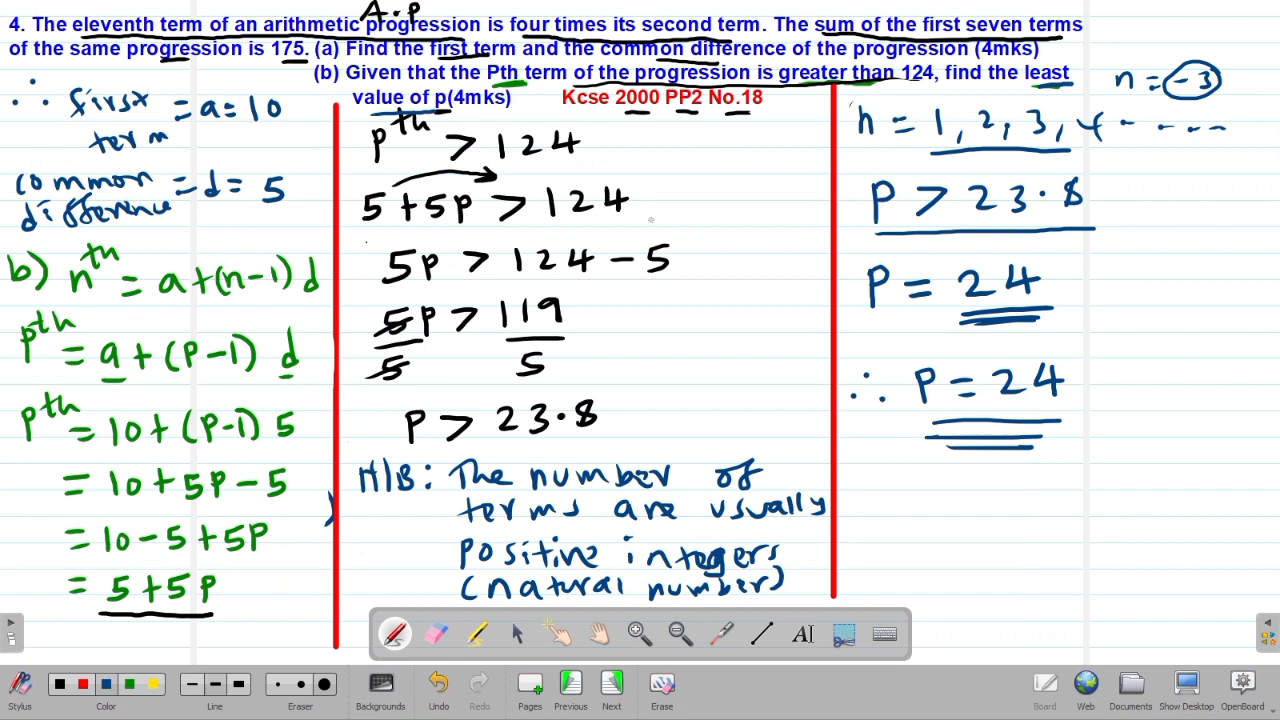 A.P
4. The eleventh term of an arithmetic progression is four times its second term. The sum of the first seven terms
of the same progression is 175. (a) Find the first term and the common difference of the progression (4mks)
(b) Given that the Pth term of the progression is greater than 124, find the least
value of p(4mks) Kcse 2000 PP2 No.18
∴ first term = a = 10
common difference = d = 5
b) nth = a+(n-1)d
pth = a+(P-1) d
pth = 10+(P-1) 5
= 10+5P-5
= 10-5+5P
= 5+5P
pth > 124
5+5P > 124
5P > 124-5
5P > 119
5 5
P > 23.8
N/B: The number of
terms are usually
positive integers
(natural number)
n = -3
n = 1, 2, 3, 4 - - - - -
P > 23.8
P = 24
∴ P = 24
Stylus
Color
Line
Eraser
Backgrounds
Undo
Redo
Pages
Previous
Next
Erase
Board
Web
Documents
Show Desktop
OpenBoard